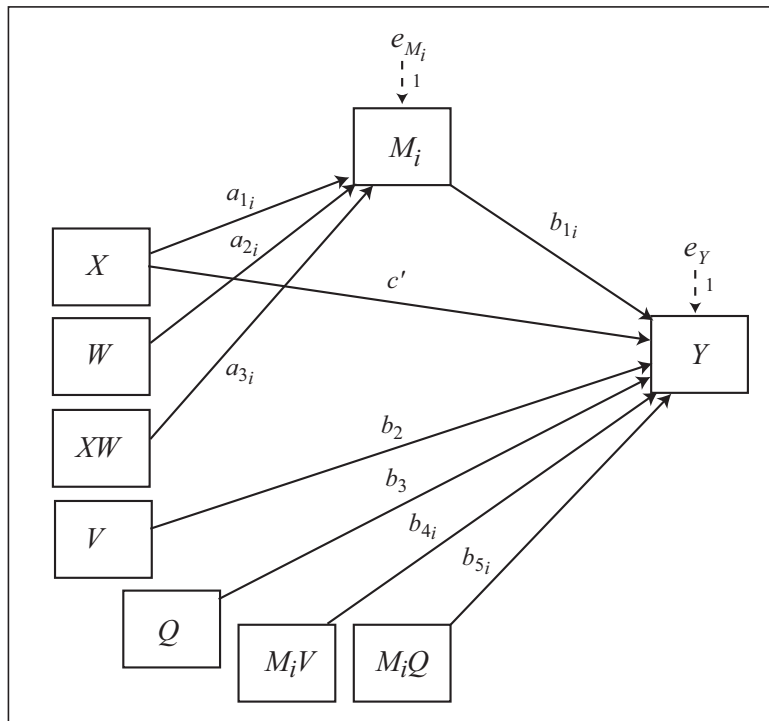 e_{M_i}
1
M_i
a_{1_i}
a_{2_i}
b_{1_i}
X
e_Y
1
c′
W
Y
a_{3_i}
XW
b_2
b_3
V
b_{4_i}
b_{5_i}
Q
M_iV
M_iQ